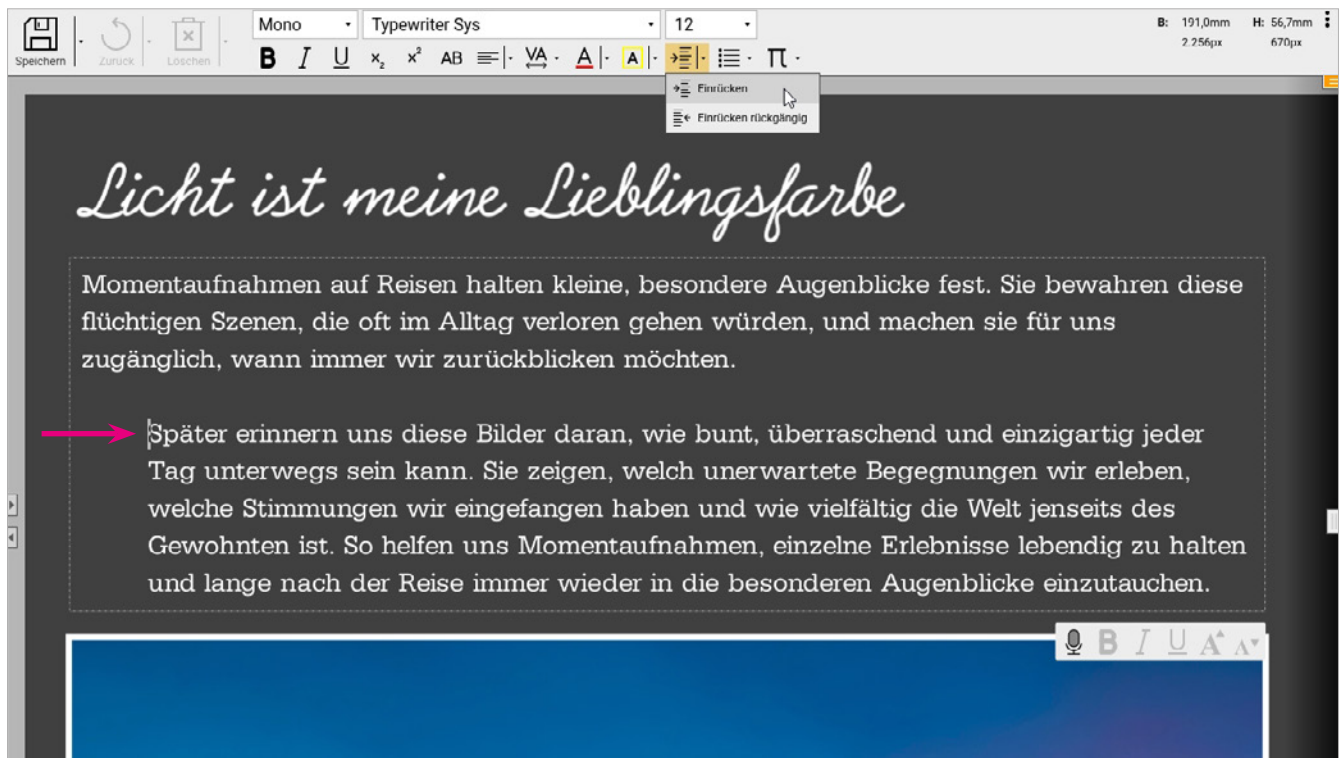 Speichern
Zurück
Löschen
Mono
Typewriter Sys
12
B: 191,0mm H: 56,7mm
2.256px 670px
B I U x₂ x² AB VA A A π
Einrücken
Einrücken rückgängig
Licht ist meine Lieblingsfarbe
Momentaufnahmen auf Reisen halten kleine, besondere Augenblicke fest. Sie bewahren diese
flüchtigen Szenen, die oft im Alltag verloren gehen würden, und machen sie für uns
zugänglich, wann immer wir zurückblicken möchten.
Später erinnern uns diese Bilder daran, wie bunt, überraschend und einzigartig jeder
Tag unterwegs sein kann. Sie zeigen, welch unerwartete Begegnungen wir erleben,
welche Stimmungen wir eingefangen haben und wie vielfältig die Welt jenseits des
Gewohnten ist. So helfen uns Momentaufnahmen, einzelne Erlebnisse lebendig zu halten
und lange nach der Reise immer wieder in die besonderen Augenblicke einzutauchen.
B I U A A